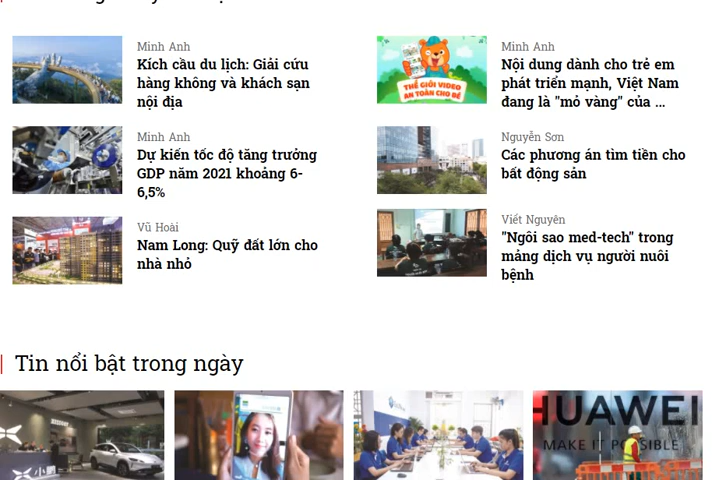 Minh Anh
Kích cầu du lịch: Giải cứu
hàng không và khách sạn
nội địa
Minh Anh
Dự kiến tốc độ tăng trưởng
GDP năm 2021 khoảng 6-
6,5%
Vũ Hoài
Nam Long: Quỹ đất lớn cho
nhà nhỏ
THẾ GIỚI VIDEO
AN TOÀN CHO BÉ
Minh Anh
Nội dung dành cho trẻ em
phát triển mạnh, Việt Nam
đang là "mỏ vàng" của ...
Nguyễn Sơn
Các phương án tìm tiền cho
bất động sản
Viết Nguyên
"Ngôi sao med-tech" trong
mảng dịch vụ người nuôi
bệnh
Tin nổi bật trong ngày
HUAWEI
MAKE IT POSSIBLE